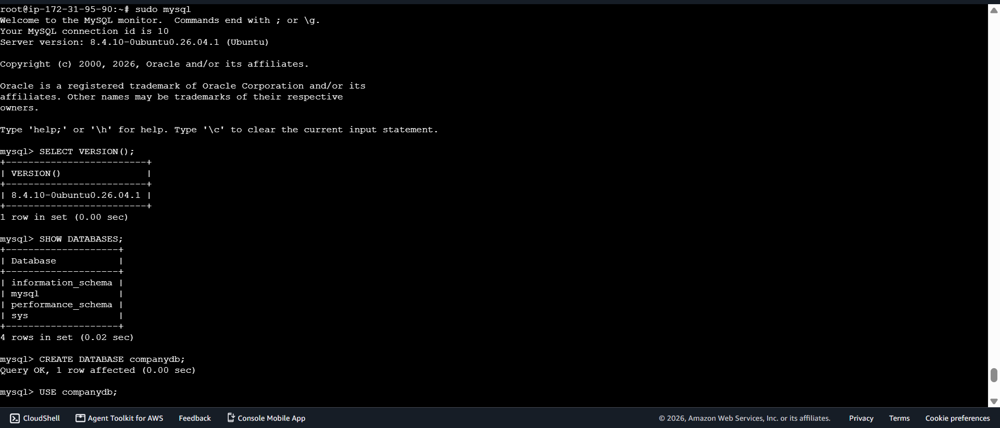 root@ip-172-31-95-90:~# sudo mysql
Welcome to the MySQL monitor.  Commands end with ; or \g.
Your MySQL connection id is 10
Server version: 8.4.10-0ubuntu0.26.04.1 (Ubuntu)
Copyright (c) 2000, 2026, Oracle and/or its affiliates.
Oracle is a registered trademark of Oracle Corporation and/or its
affiliates. Other names may be trademarks of their respective
owners.
Type 'help;' or '\h' for help. Type '\c' to clear the current input statement.
mysql> SELECT VERSION();
+-------------------------+
| VERSION()               |
+-------------------------+
| 8.4.10-0ubuntu0.26.04.1 |
+-------------------------+
1 row in set (0.00 sec)
mysql> SHOW DATABASES;
+--------------------+
| Database           |
+--------------------+
| information_schema |
| mysql              |
| performance_schema |
| sys                |
+--------------------+
4 rows in set (0.02 sec)
mysql> CREATE DATABASE companydb;
Query OK, 1 row affected (0.00 sec)
mysql> USE companydb;
CloudShell Agent Toolkit for AWS Feedback Console Mobile App © 2026, Amazon Web Services, Inc. or its affiliates. Privacy Terms Cookie preferences